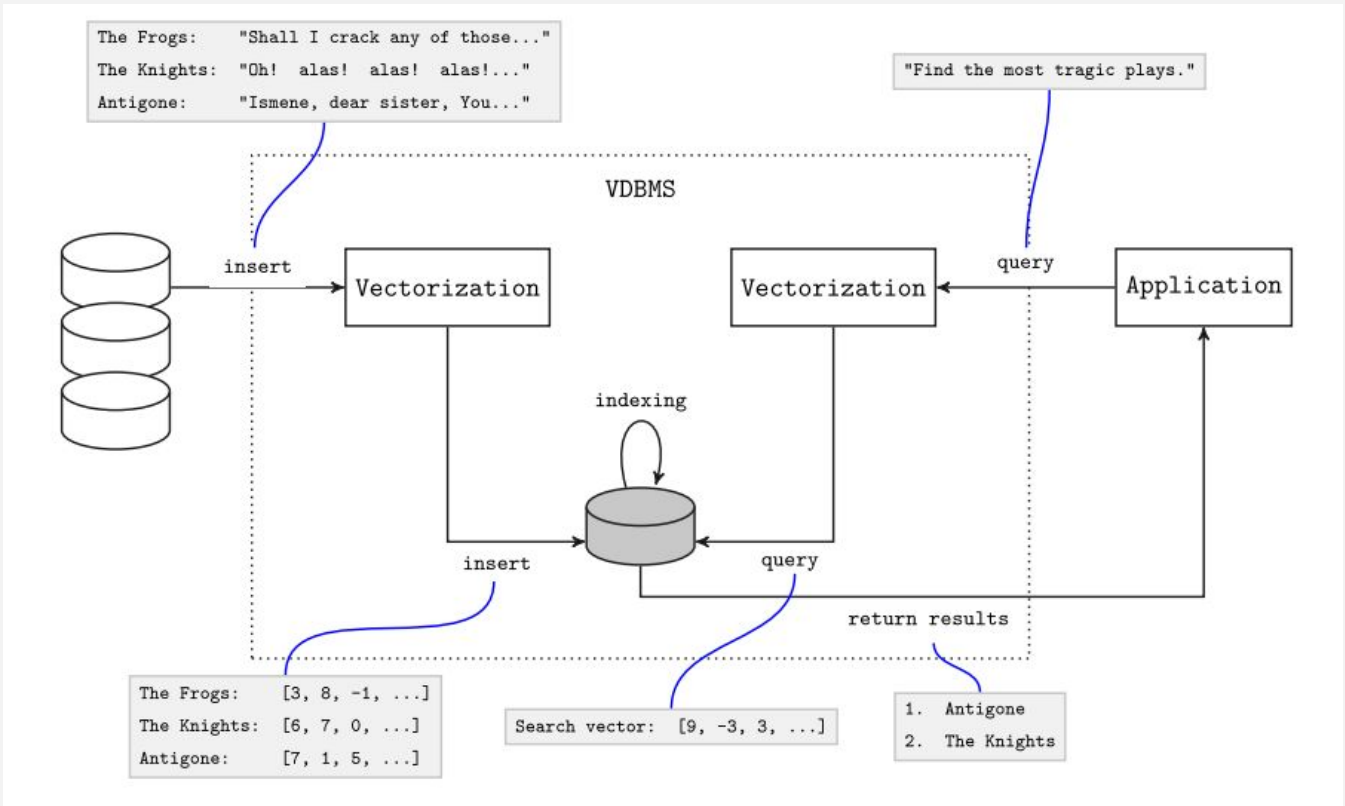 The Frogs: "Shall I crack any of those..."
The Knights: "Oh! alas! alas! alas!..."
Antigone: "Ismene, dear sister, You..."
"Find the most tragic plays."
VDBMS
insert
query
Vectorization
Vectorization
Application
indexing
insert
query
return results
The Frogs: [3, 8, -1, ...]
The Knights: [6, 7, 0, ...]
Antigone: [7, 1, 5, ...]
Search vector: [9, -3, 3, ...]
1. Antigone
2. The Knights